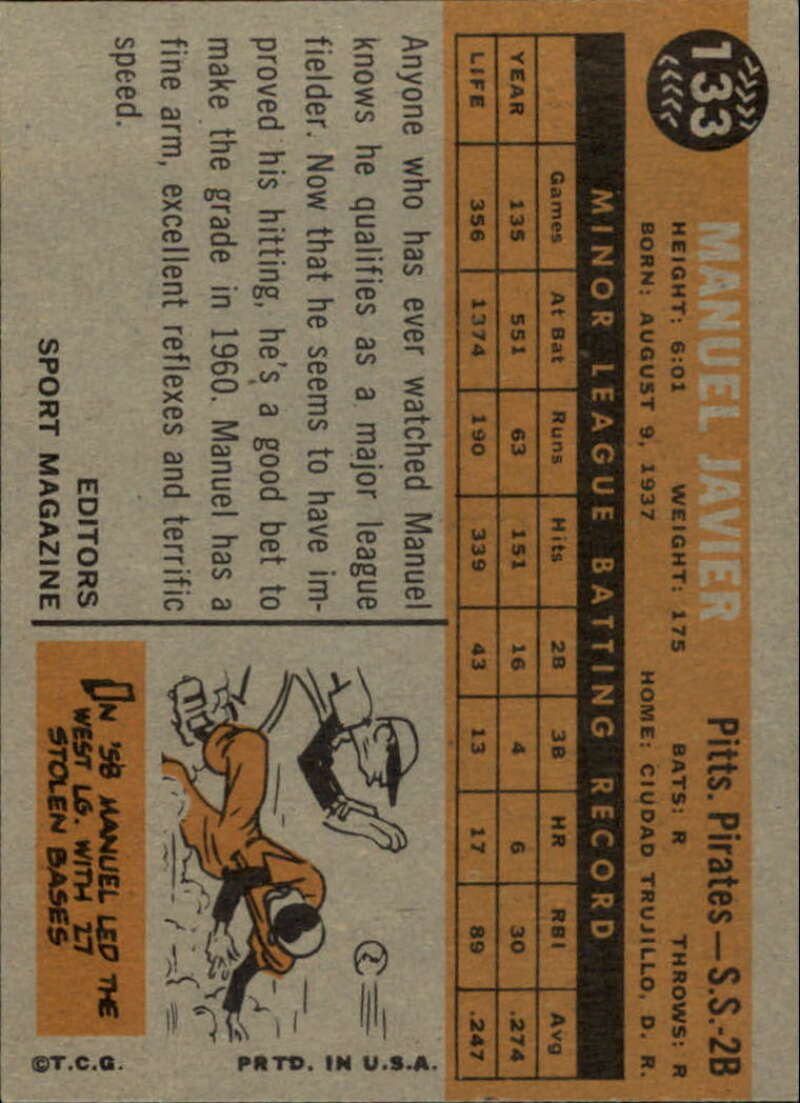 133
MANUEL JAVIER Pitts. Pirates—S.S.-2B
HEIGHT: 6:01 WEIGHT: 175 BATS: R THROWS: R
BORN: AUGUST 9, 1937 HOME: CIUDAD TRUJILLO, D. R.
MINOR LEAGUE BATTING RECORD
Games At Bat Runs Hits 2B 3B HR RBI Avg
YEAR 135 551 63 151 16 4 6 30 .274
LIFE 356 1374 190 339 43 13 17 89 .247
Anyone who has ever watched Manuel
knows he qualifies as a major league
fielder. Now that he seems to have im-
proved his hitting, he's a good bet to
make the grade in 1960. Manuel has a
fine arm, excellent reflexes and terrific
speed.
EDITORS
SPORT MAGAZINE
2
IN '58 MANUEL LED THE
WEST LG. WITH 27
STOLEN BASES
PRTD. IN U.S.A.
©T.C.G.